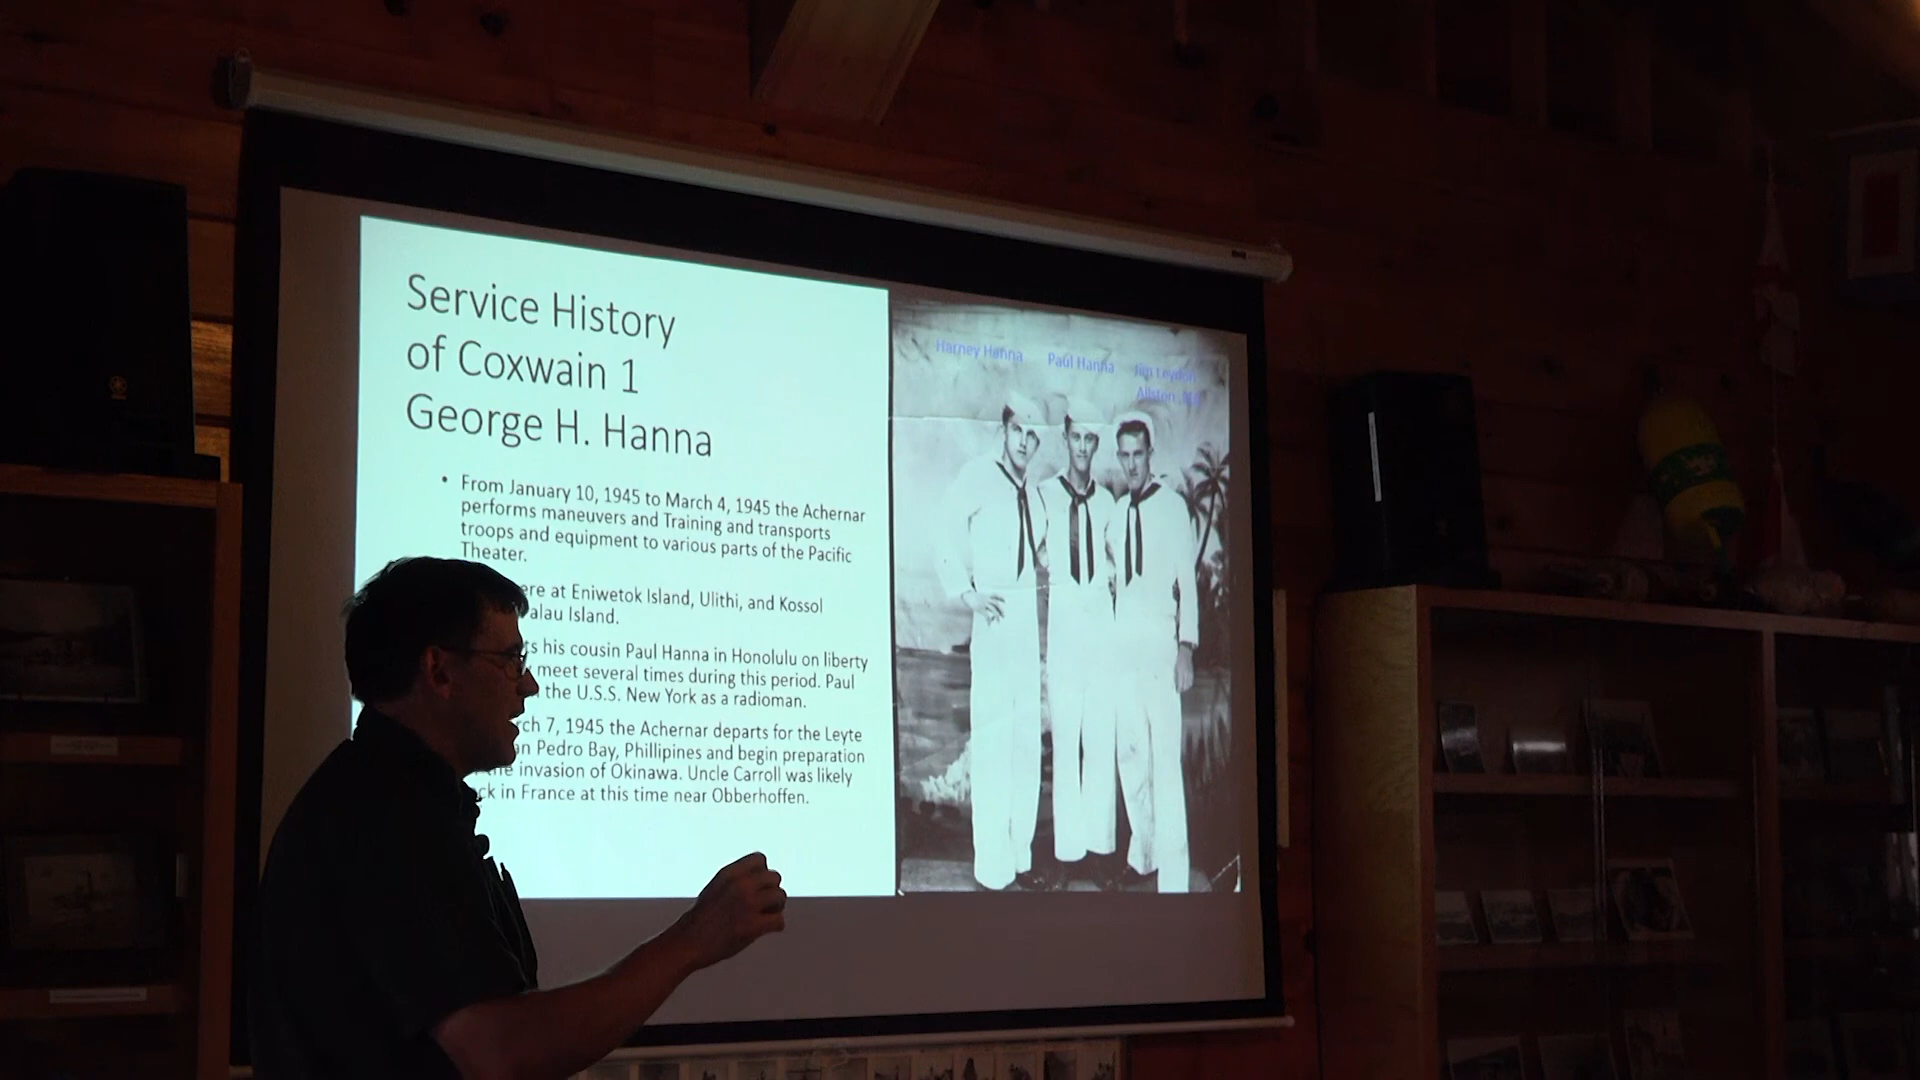 Service History
of Coxwain 1
George H. Hanna
• From January 10, 1945 to March 4, 1945 the Achernar
performs maneuvers and Training and transports
troops and equipment to various parts of the Pacific
Theater.
ere at Eniwetok Island, Ulithi, and Kossol
alau Island.
ts his cousin Paul Hanna in Honolulu on liberty
meet several times during this period. Paul
the U.S.S. New York as a radioman.
rch 7, 1945 the Achernar departs for the Leyte
an Pedro Bay, Phillipines and begin preparation
the invasion of Okinawa. Uncle Carroll was likely
ck in France at this time near Obberhoffen.
Harney Hanna
Paul Hanna
Jim Leydon
Allston